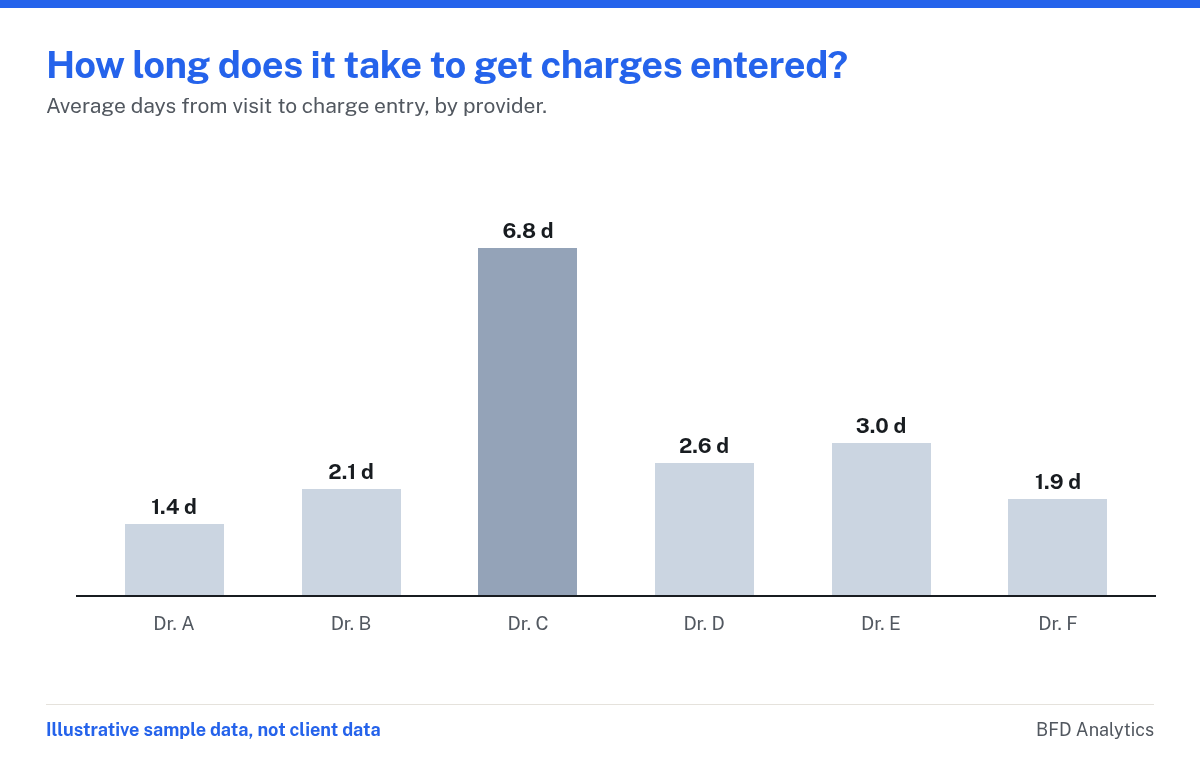 How long does it take to get charges entered?
Average days from visit to charge entry, by provider.
6.8 d
3.0 d
2.6 d
2.1 d
1.9 d
1.4 d
Dr. A
Dr. B
Dr. C
Dr. D
Dr. E
Dr. F
Illustrative sample data, not client data
BFD Analytics